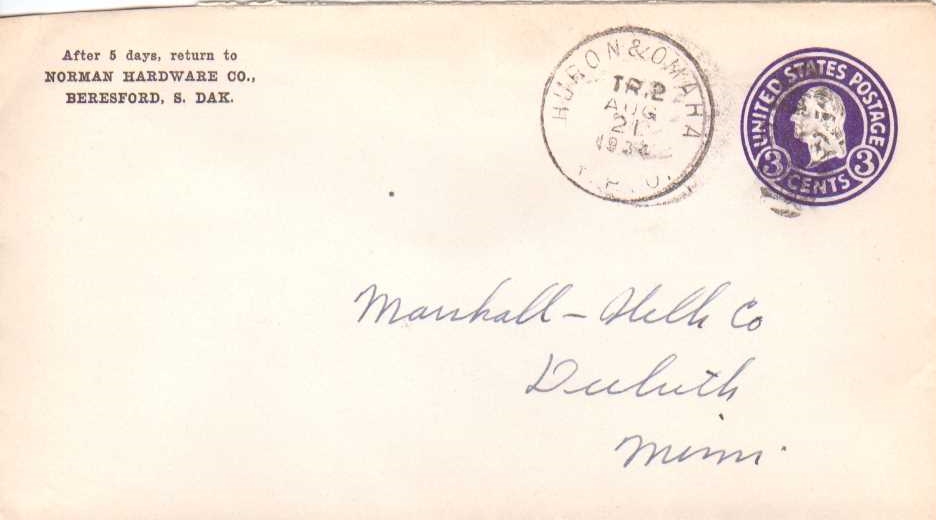 After 5 days, return to
NORMAN HARDWARE CO.,
BERESFORD, S. DAK.
HURON & OMAHA
TR.2
AUG
21
R.P.O.
UNITED STATES POSTAGE
3 CENTS 3
Marshall-Wells Co
Duluth
Minn.